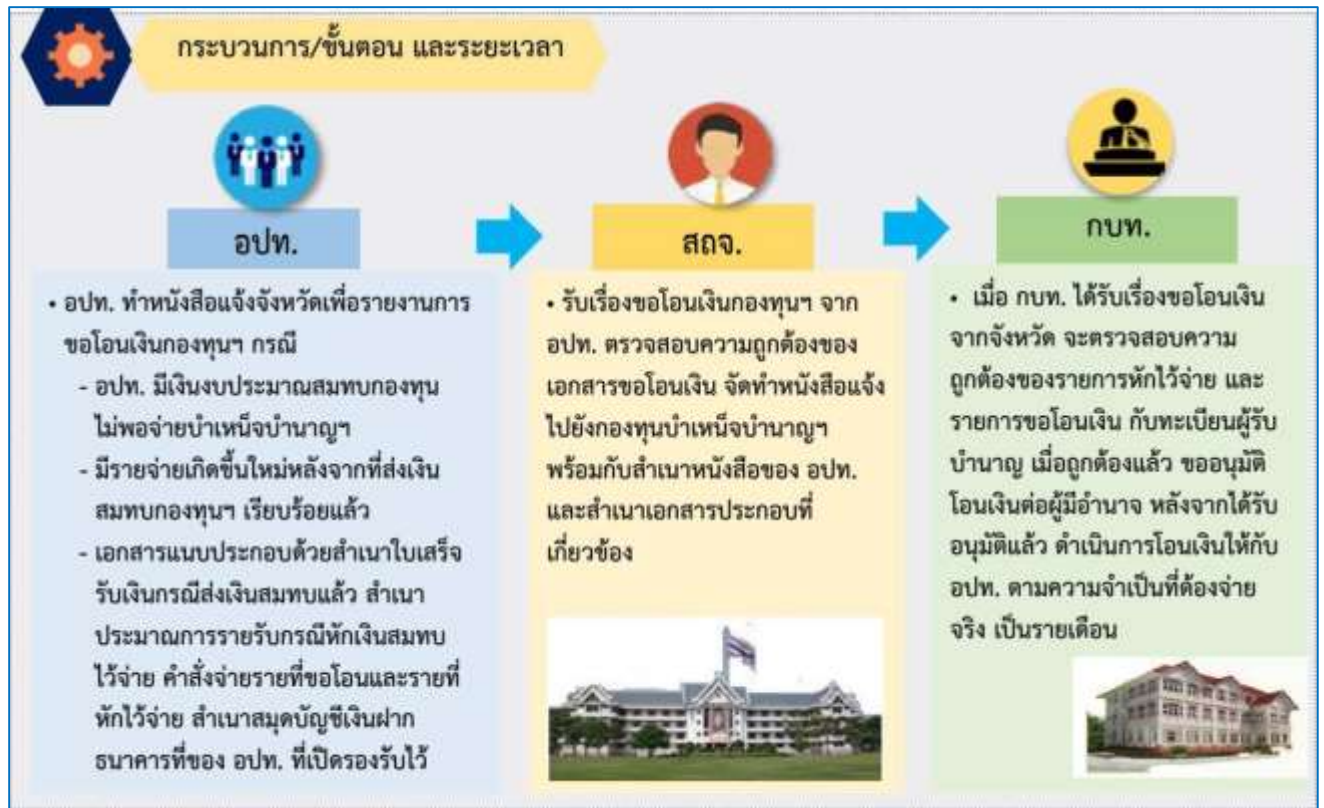 กระบวนการ/ขั้นตอน และระยะเวลา
อปท.
• อปท. ทำหนังสือแจ้งจังหวัดเพื่อรายงานการ
ขอโอนเงินกองทุนฯ กรณี
- อปท. มีเงินงบประมาณสมทบกองทุน
ไม่พอจ่ายบำเหน็จบำนาญฯ
- มีรายจ่ายเกิดขึ้นใหม่หลังจากที่ส่งเงิน
สมทบกองทุนฯ เรียบร้อยแล้ว
- เอกสารแนบประกอบด้วยสำเนาใบเสร็จ
รับเงินกรณีส่งเงินสมทบแล้ว สำเนา
ประมาณการรายรับกรณีหักเงินสมทบ
ไว้จ่าย คำสั่งจ่ายรายที่ขอโอนและรายที่
หักไว้จ่าย สำเนาสมุดบัญชีเงินฝาก
ธนาคารที่ของ อปท. ที่เปิดรองรับไว้
สถจ.
• รับเรื่องขอโอนเงินกองทุนฯ จาก
อปท. ตรวจสอบความถูกต้องของ
เอกสารขอโอนเงิน จัดทำหนังสือแจ้ง
ไปยังกองทุนบำเหน็จบำนาญฯ
พร้อมกับสำเนาหนังสือของ อปท.
และสำเนาเอกสารประกอบที่
เกี่ยวข้อง
กบท.
• เมื่อ กบท. ได้รับเรื่องขอโอนเงิน
จากจังหวัด จะตรวจสอบความ
ถูกต้องของรายการหักไว้จ่าย และ
รายการขอโอนเงิน กับทะเบียนผู้รับ
บำนาญ เมื่อถูกต้องแล้ว ขออนุมัติ
โอนเงินต่อผู้มีอำนาจ หลังจากได้รับ
อนุมัติแล้ว ดำเนินการโอนเงินให้กับ
อปท. ตามความจำเป็นที่ต้องจ่าย
จริง เป็นรายเดือน